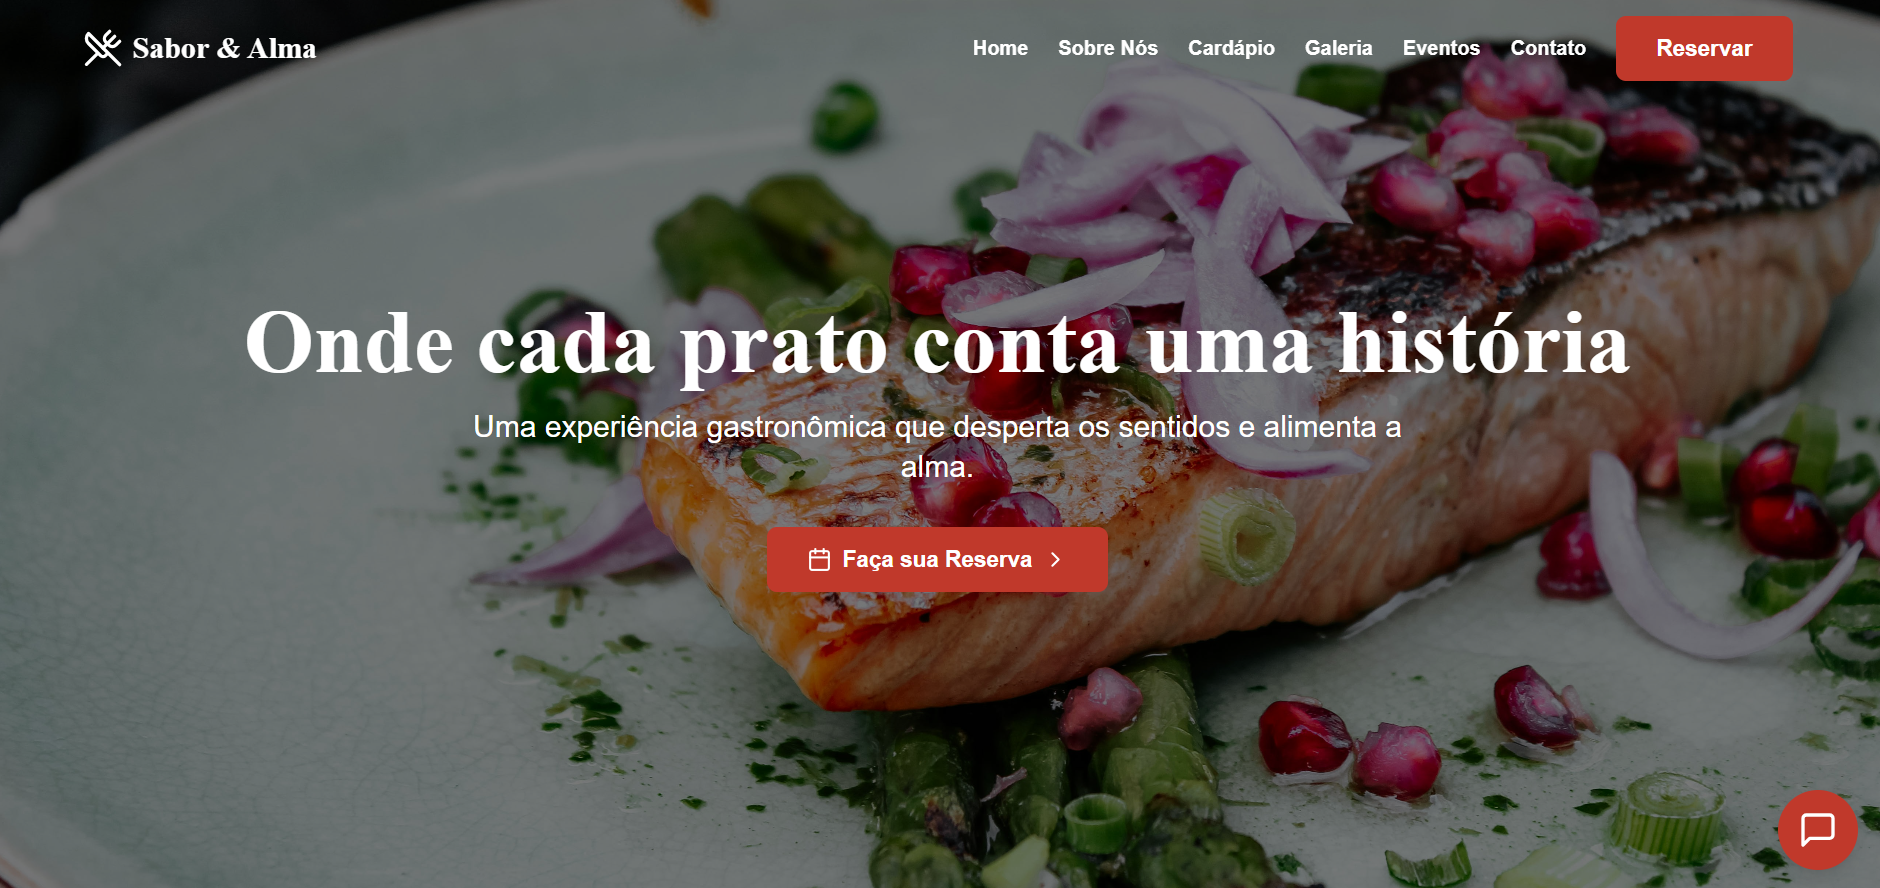 Sabor & Alma
Home
Sobre Nós
Cardápio
Galeria
Eventos
Contato
Reservar
Onde cada prato conta uma história
Uma experiência gastronômica que desperta os sentidos e alimenta a
alma.
Faça sua Reserva